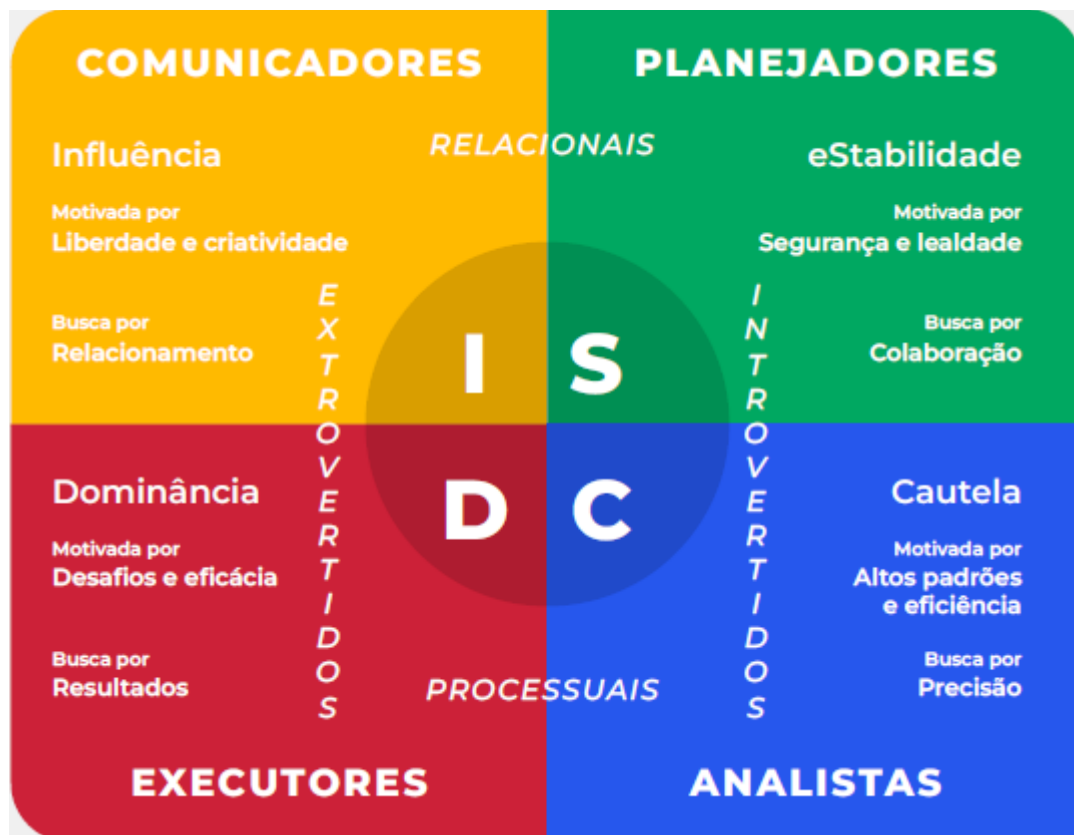 COMUNICADORES
PLANEJADORES
RELACIONAIS
Influência
Motivada por
Liberdade e criatividade
Busca por
Relacionamento
eStabilidade
Motivada por
Segurança e lealdade
Busca por
Colaboração
EXTROVERTIDOS
I
S
D
C
INTROVERTIDOS
Dominância
Motivada por
Desafios e eficácia
Busca por
Resultados
Cautela
Motivada por
Altos padrões
e eficiência
Busca por
Precisão
PROCESSUAIS
EXECUTORES
ANALISTAS